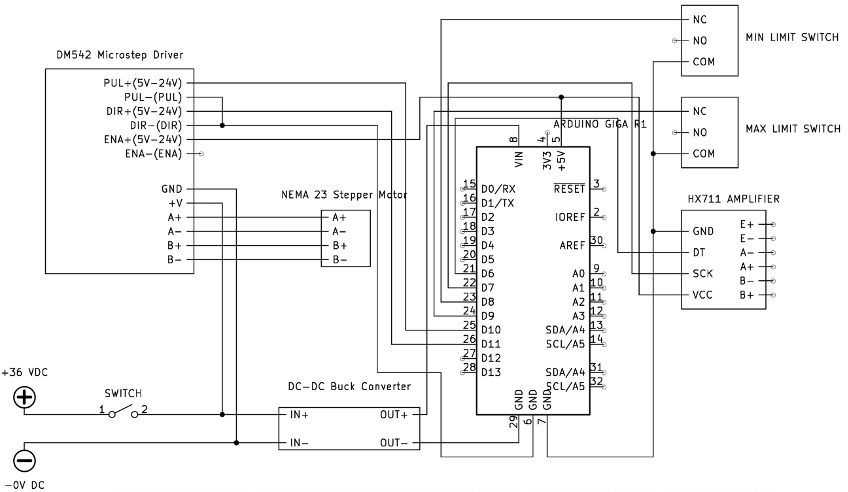 DM542 Microstep Driver
PUL+(5V-24V)
PUL-(PUL)
DIR+(5V-24V)
DIR-(DIR)
ENA+(5V-24V)
ENA-(ENA)
GND
+V
A+
A-
B+
B-
NEMA 23 Stepper Motor
A+
A-
B+
B-
NC
NO
COM
MIN LIMIT SWITCH
NC
NO
COM
MAX LIMIT SWITCH
HX711 AMPLIFIER
GND
DT
SCK
VCC
E+
E-
A-
A+
B-
B+
ARDUINO GIGA R1
8 VIN
4 3V3
5 +5V
15 D0/RX
16 D1/TX
17 D2
18 D3
19 D4
20 D5
21 D6
22 D7
23 D8
24 D9
25 D10
26 D11
27 D12
28 D13
RESET 3
IOREF 2
AREF 30
A0 9
A1 10
A2 11
A3 12
SDA/A4 13
SCL/A5 14
SDA/A4 31
SCL/A5 32
GND 29
GND 6
GND 7
+36 VDC
SWITCH
1 2
-0V DC
DC-DC Buck Converter
IN+ OUT+
IN- OUT-